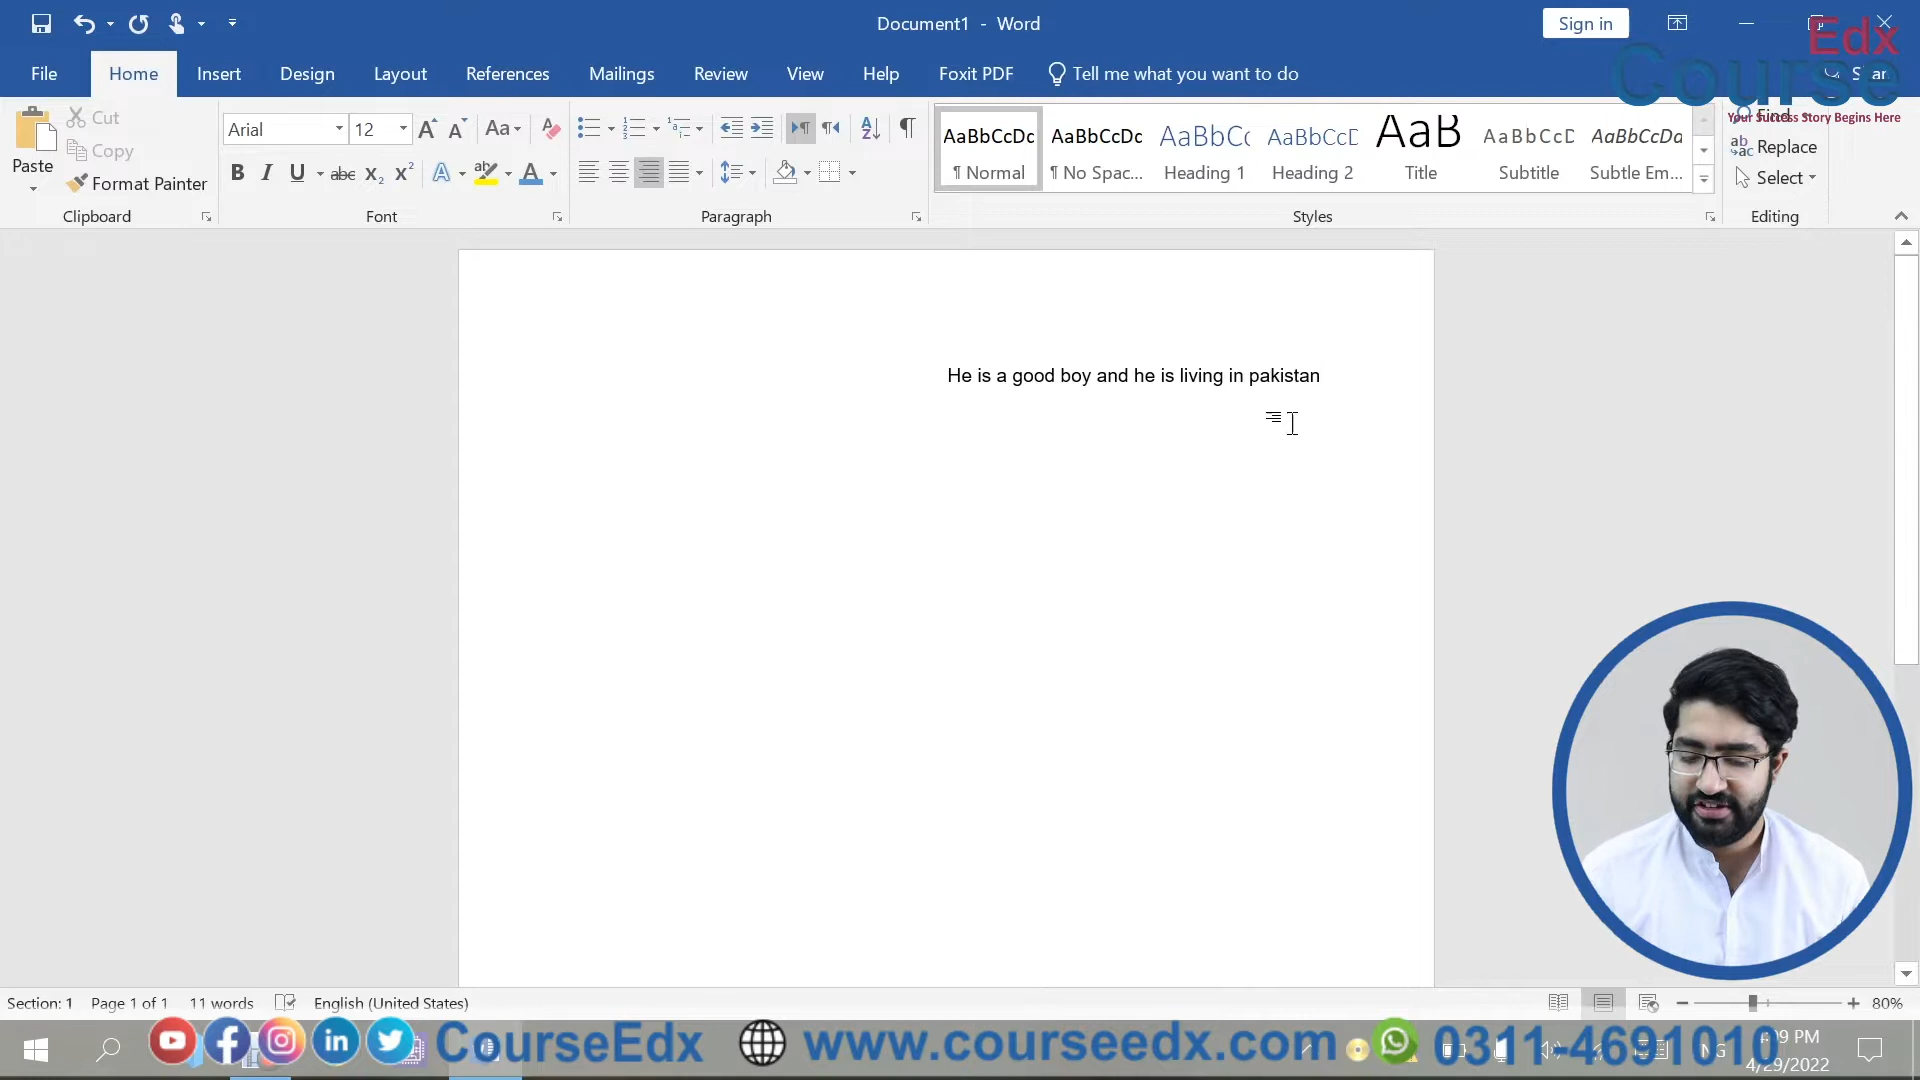 Document1 - Word
Sign in
Edx
Course
Your Success Story Begins Here
File Home Insert Design Layout References Mailings Review View Help Foxit PDF Tell me what you want to do
Paste
Cut
Copy
Format Painter
Clipboard
Arial 12
Aa
Font
Paragraph
AaBbCcDc AaBbCcDc AaBbCc AaBbCcD AaB AaBbCcD AaBbCcDa
¶ Normal ¶ No Spac... Heading 1 Heading 2 Title Subtitle Subtle Em...
Styles
Find
Replace
Select
Editing
He is a good boy and he is living in pakistan
Section: 1 Page 1 of 1 11 words English (United States) 80%
CourseEdx www.courseedx.com 0311-4691010
4/29/2022